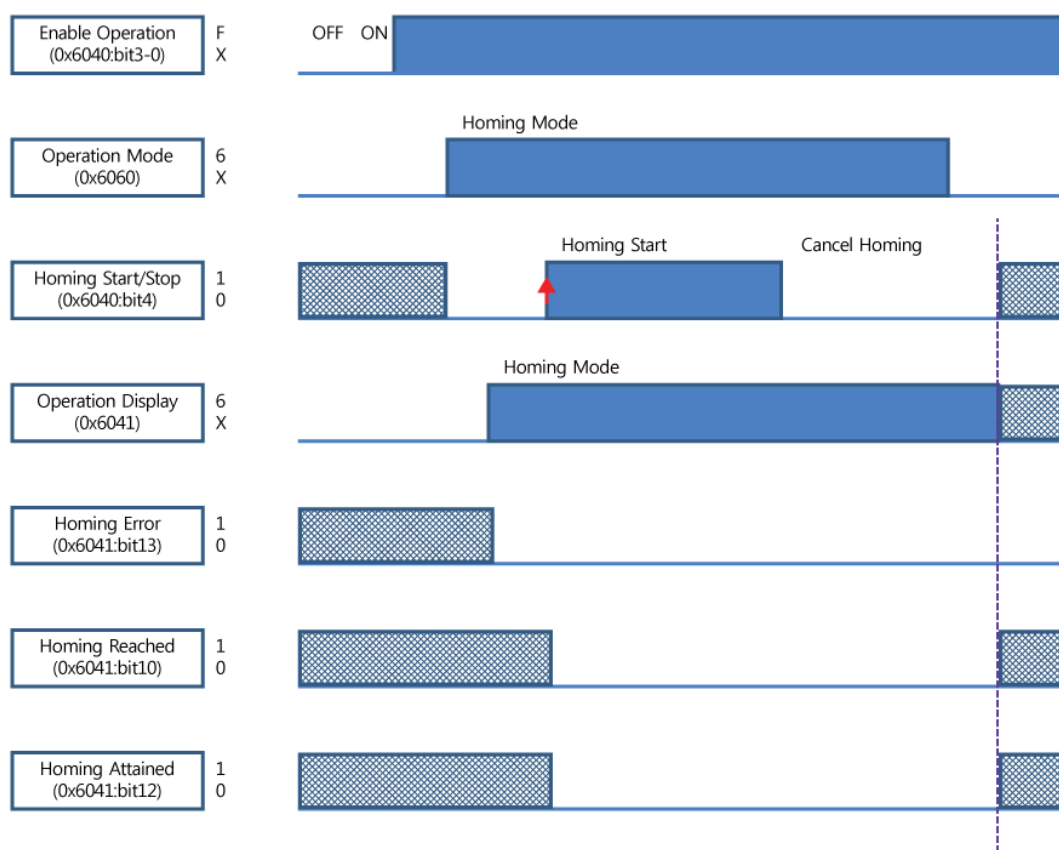 Enable Operation
(0x6040:bit3-0)
F
X
OFF ON
Homing Mode
Operation Mode
(0x6060)
6
X
Homing Start
Cancel Homing
Homing Start/Stop
(0x6040:bit4)
1
0
Homing Mode
Operation Display
(0x6041)
6
X
Homing Error
(0x6041:bit13)
1
0
Homing Reached
(0x6041:bit10)
1
0
Homing Attained
(0x6041:bit12)
1
0